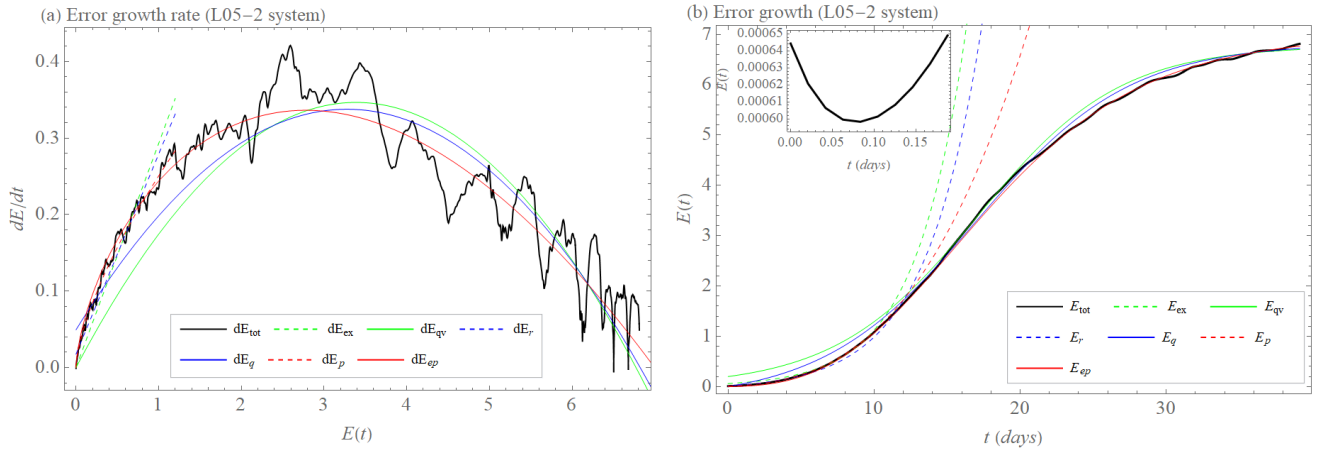 (a) Error growth rate (L05−2 system)
0.4
0.3
0.2
0.1
0.0
dE/dt
0 1 2 3 4 5 6
E(t)
dE_tot dE_ex dE_qv dE_r
dE_q dE_p dE_ep
(b) Error growth (L05−2 system)
7
6
5
4
3
2
1
0
E(t)
0.00065
0.00064
0.00063
0.00062
0.00061
0.00060
E(t)
0.00 0.05 0.10 0.15
t (days)
0 10 20 30
t (days)
E_tot E_ex E_qv
E_r E_q E_p
E_ep